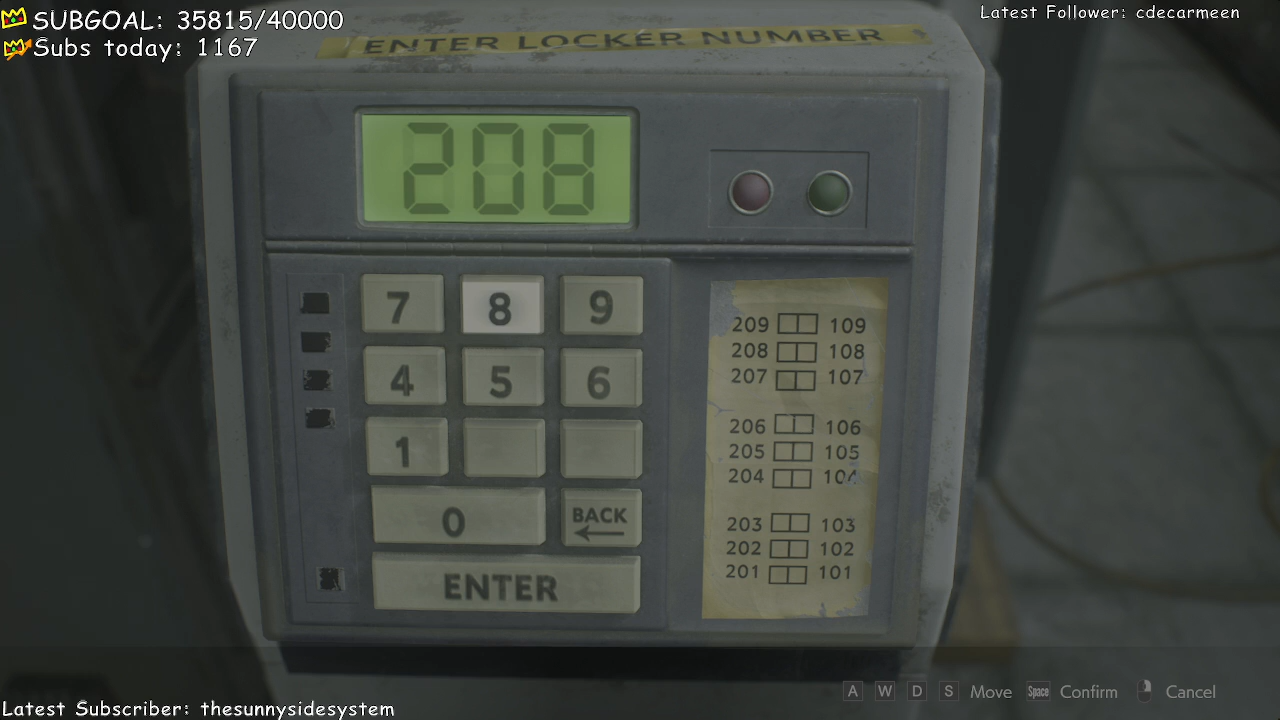 SUBGOAL: 35815/40000
Subs today: 1167
Latest Follower: cdecarmeen
ENTER LOCKER NUMBER
208
7 8 9
4 5 6
1
0 BACK
ENTER
209 109
208 108
207 107
206 106
205 105
204 104
203 103
202 102
201 101
A W D S Move Space Confirm Cancel
Latest Subscriber: thesunnysidesystem